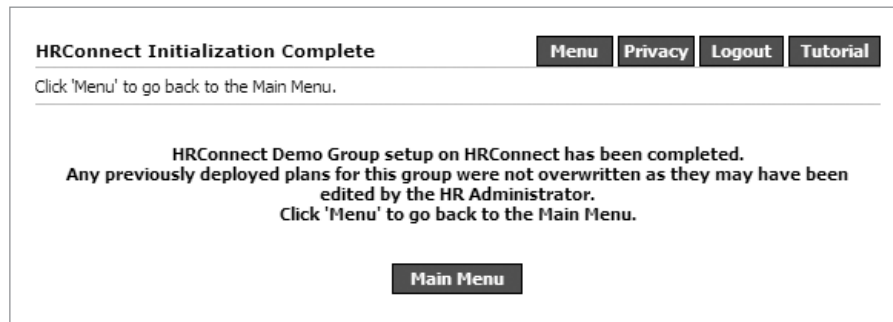 HRConnect Initialization Complete
Menu Privacy Logout Tutorial
Click 'Menu' to go back to the Main Menu.
HRConnect Demo Group setup on HRConnect has been completed.
Any previously deployed plans for this group were not overwritten as they may have been
edited by the HR Administrator.
Click 'Menu' to go back to the Main Menu.
Main Menu